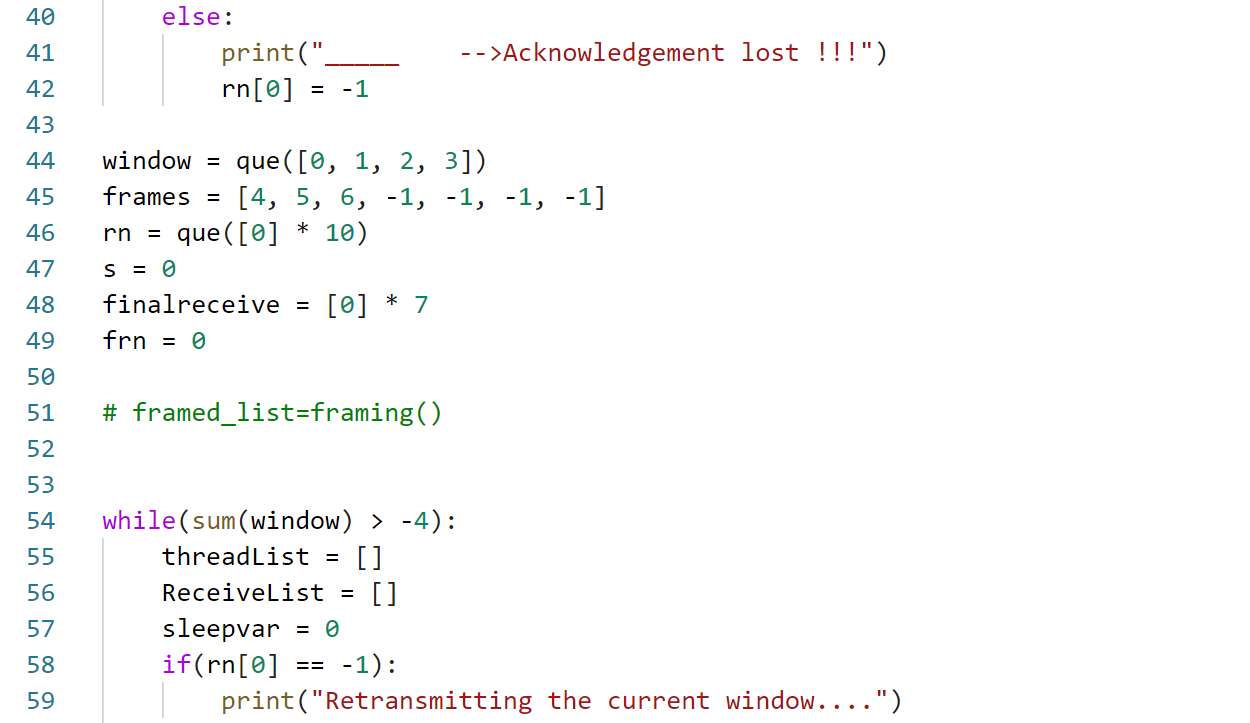 40        else:
41            print("_____    -->Acknowledgement lost !!!")
42            rn[0] = -1
43
44    window = que([0, 1, 2, 3])
45    frames = [4, 5, 6, -1, -1, -1, -1]
46    rn = que([0] * 10)
47    s = 0
48    finalreceive = [0] * 7
49    frn = 0
50
51    # framed_list=framing()
52
53
54    while(sum(window) > -4):
55        threadList = []
56        ReceiveList = []
57        sleepvar = 0
58        if(rn[0] == -1):
59            print("Retransmitting the current window....")